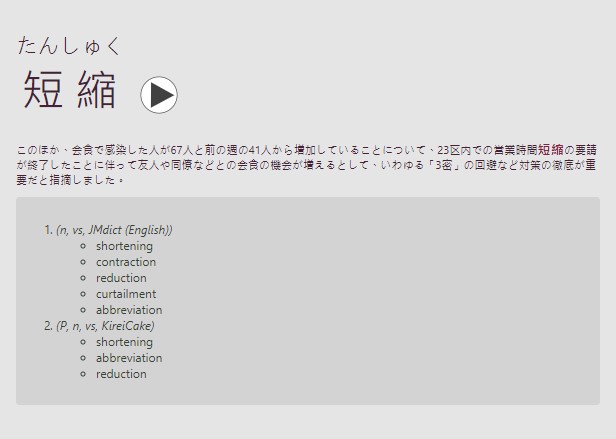 たんしゅく
短縮
このほか、会食で感染した人が67人と前の週の41人から増加していることについて、23区内での営業時間短縮の要請
が終了したことに伴って友人や同僚などとの会食の機会が増えるとして、いわゆる「3密」の回避など対策の徹底が重
要だと指摘しました。
1. (n, vs, JMdict (English))
shortening
contraction
reduction
curtailment
abbreviation
2. (P, n, vs, KireiCake)
shortening
abbreviation
reduction